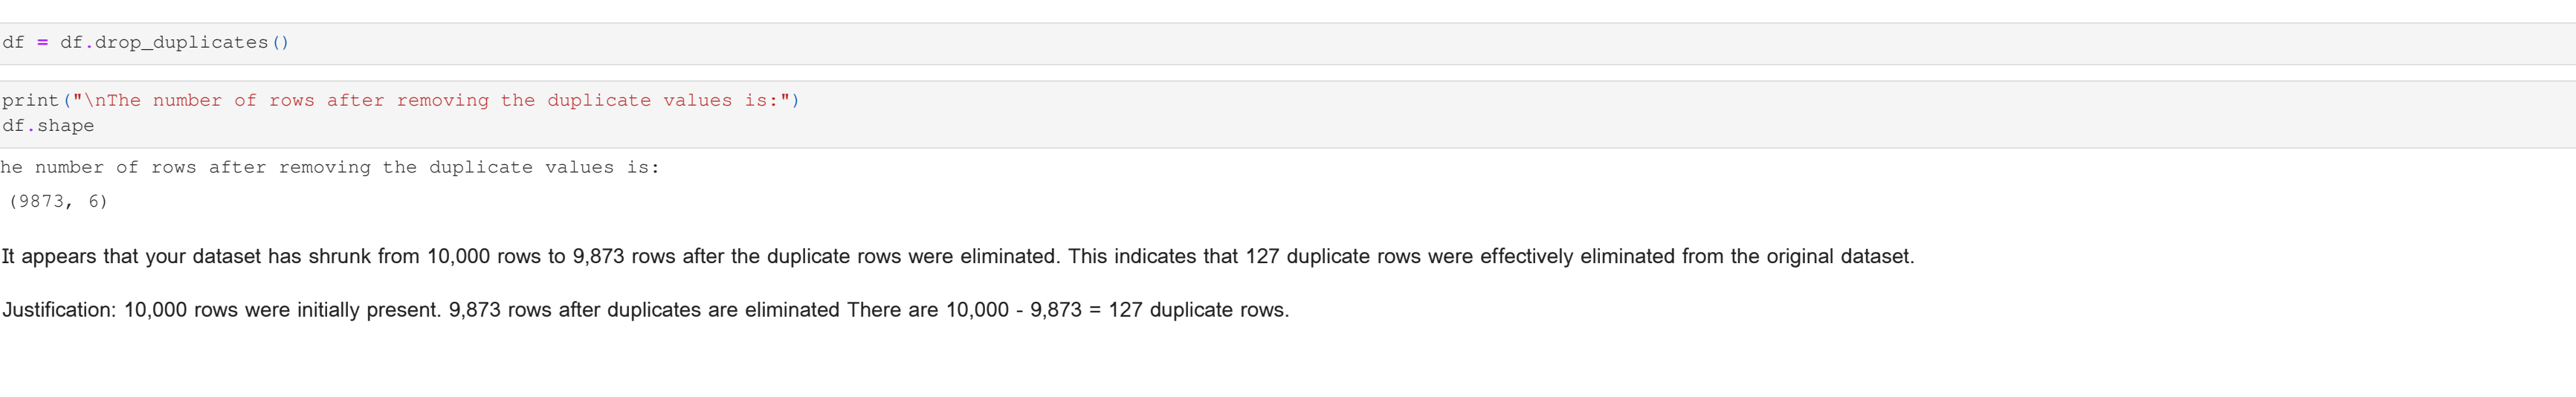 df = df.drop_duplicates()
print("\nThe number of rows after removing the duplicate values is:")
df.shape
he number of rows after removing the duplicate values is:
(9873, 6)
It appears that your dataset has shrunk from 10,000 rows to 9,873 rows after the duplicate rows were eliminated. This indicates that 127 duplicate rows were effectively eliminated from the original dataset.
Justification: 10,000 rows were initially present. 9,873 rows after duplicates are eliminated There are 10,000 - 9,873 = 127 duplicate rows.